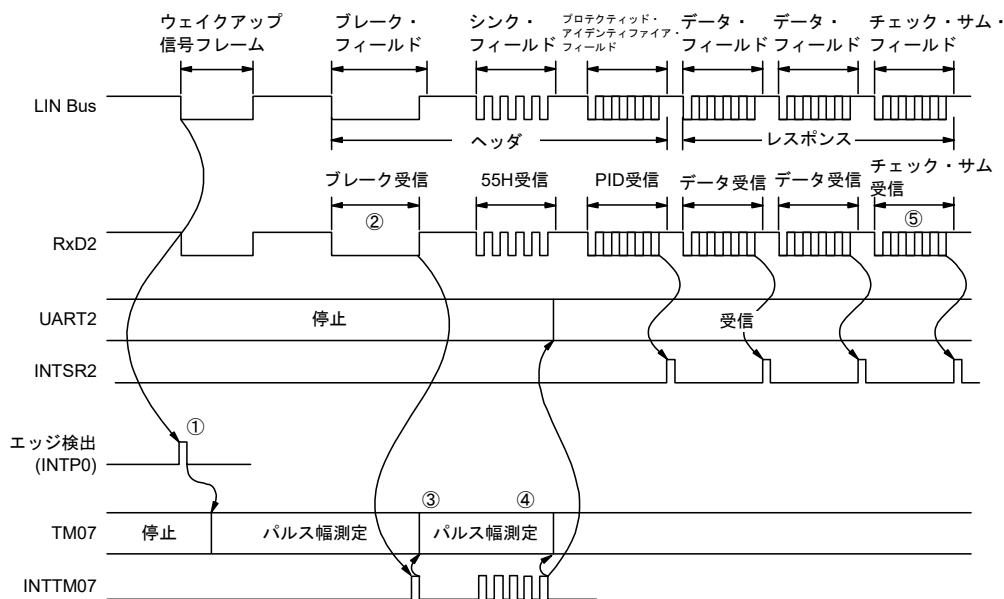 ウェイクアップ
信号フレーム
ブレーク・
フィールド
シンク・
フィールド
プロテクティッド・
アイデンティファイア・
フィールド
データ・
フィールド
データ・
フィールド
チェック・サム・
フィールド
LIN Bus
ヘッダ
レスポンス
ブレーク受信
55H受信
PID受信
データ受信
データ受信
チェック・サム
受信
②
⑤
RxD2
UART2
停止
受信
INTSR2
①
エッジ検出
(INTP0)
③
④
TM07
停止
パルス幅測定
パルス幅測定
INTTM07